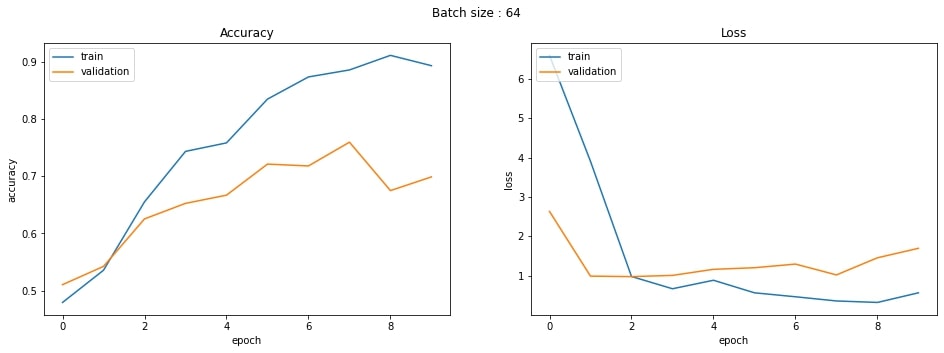 Batch size : 64
Accuracy
train
validation
0.9
0.8
0.7
0.6
0.5
accuracy
0 2 4 6 8
epoch
Loss
train
validation
6
5
4
3
2
1
loss
0 2 4 6 8
epoch